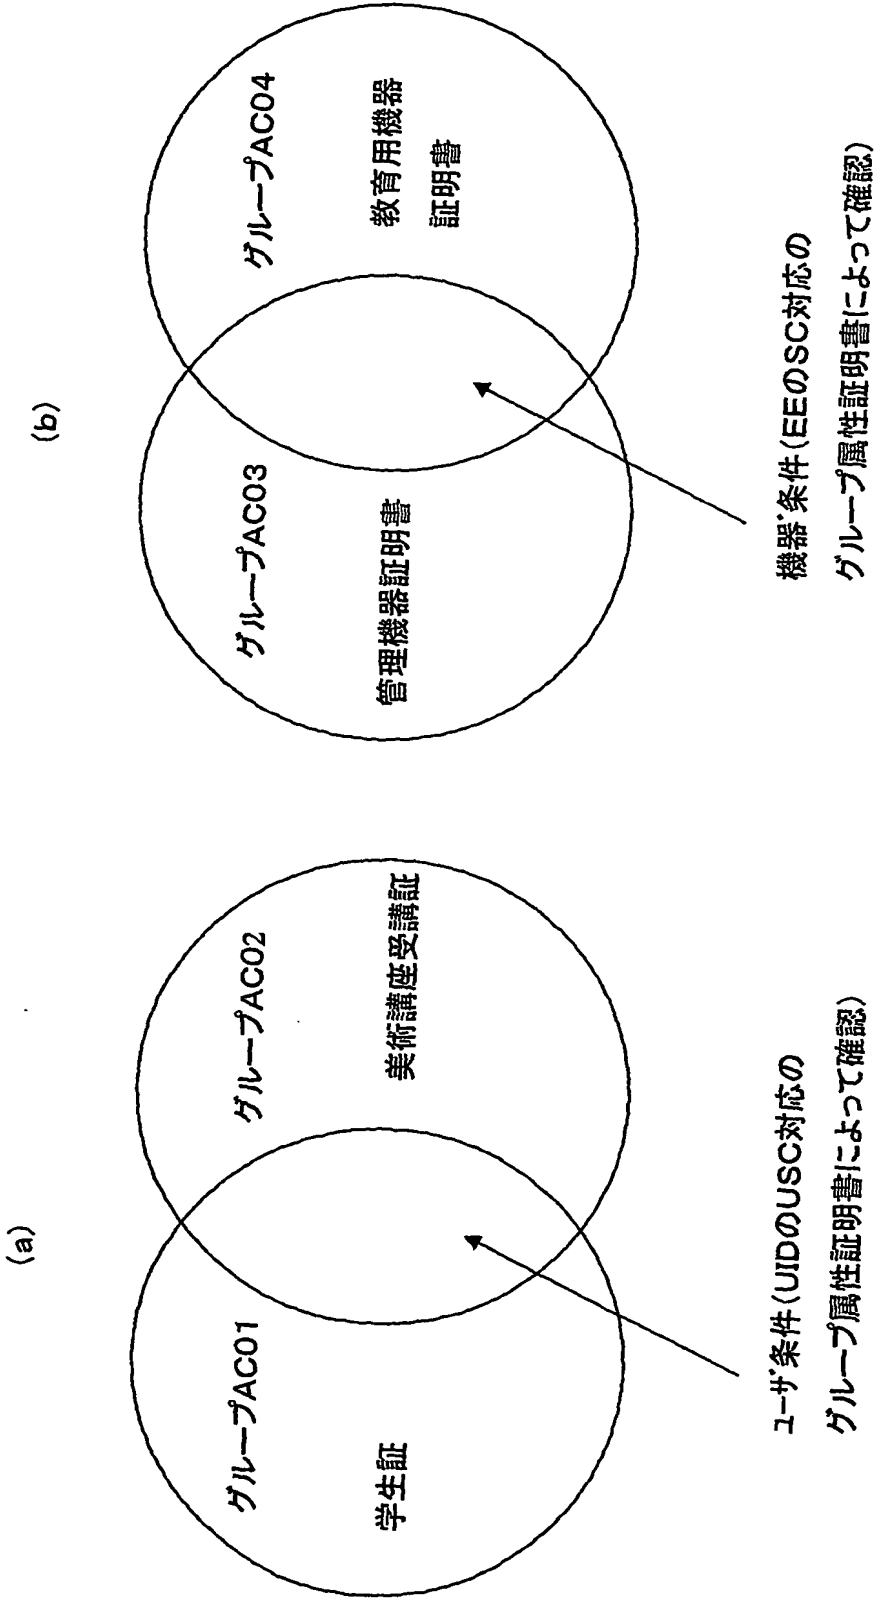 (a)
グループAC01
学生証
グループAC02
美術講座受講証
ユーザ条件(UIDのUSC対応の
グループ属性証明書によって確認)
(b)
グループAC03
管理機器証明書
グループAC04
教育用機器
証明書
機器条件(EEのSC対応の
グループ属性証明書によって確認)